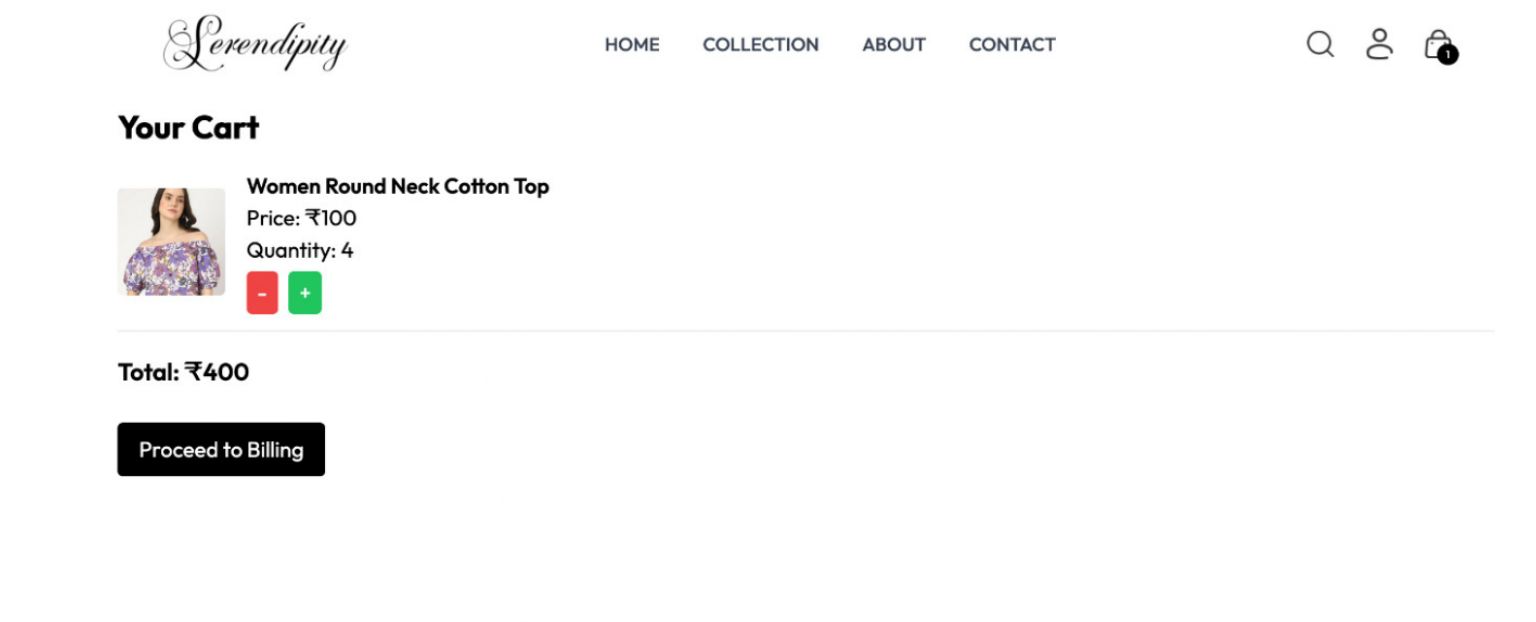 Serendipity HOME COLLECTION ABOUT CONTACT 1
Your Cart
Women Round Neck Cotton Top
Price: ₹100
Quantity: 4
- +
Total: ₹400
Proceed to Billing